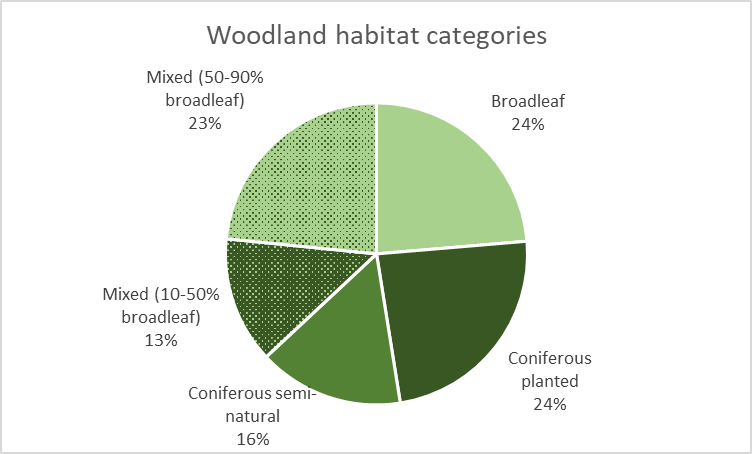 Woodland habitat categories
Mixed (50-90%
broadleaf)
23%
Broadleaf
24%
Mixed (10-50%
broadleaf)
13%
Coniferous
planted
24%
Coniferous semi-
natural
16%